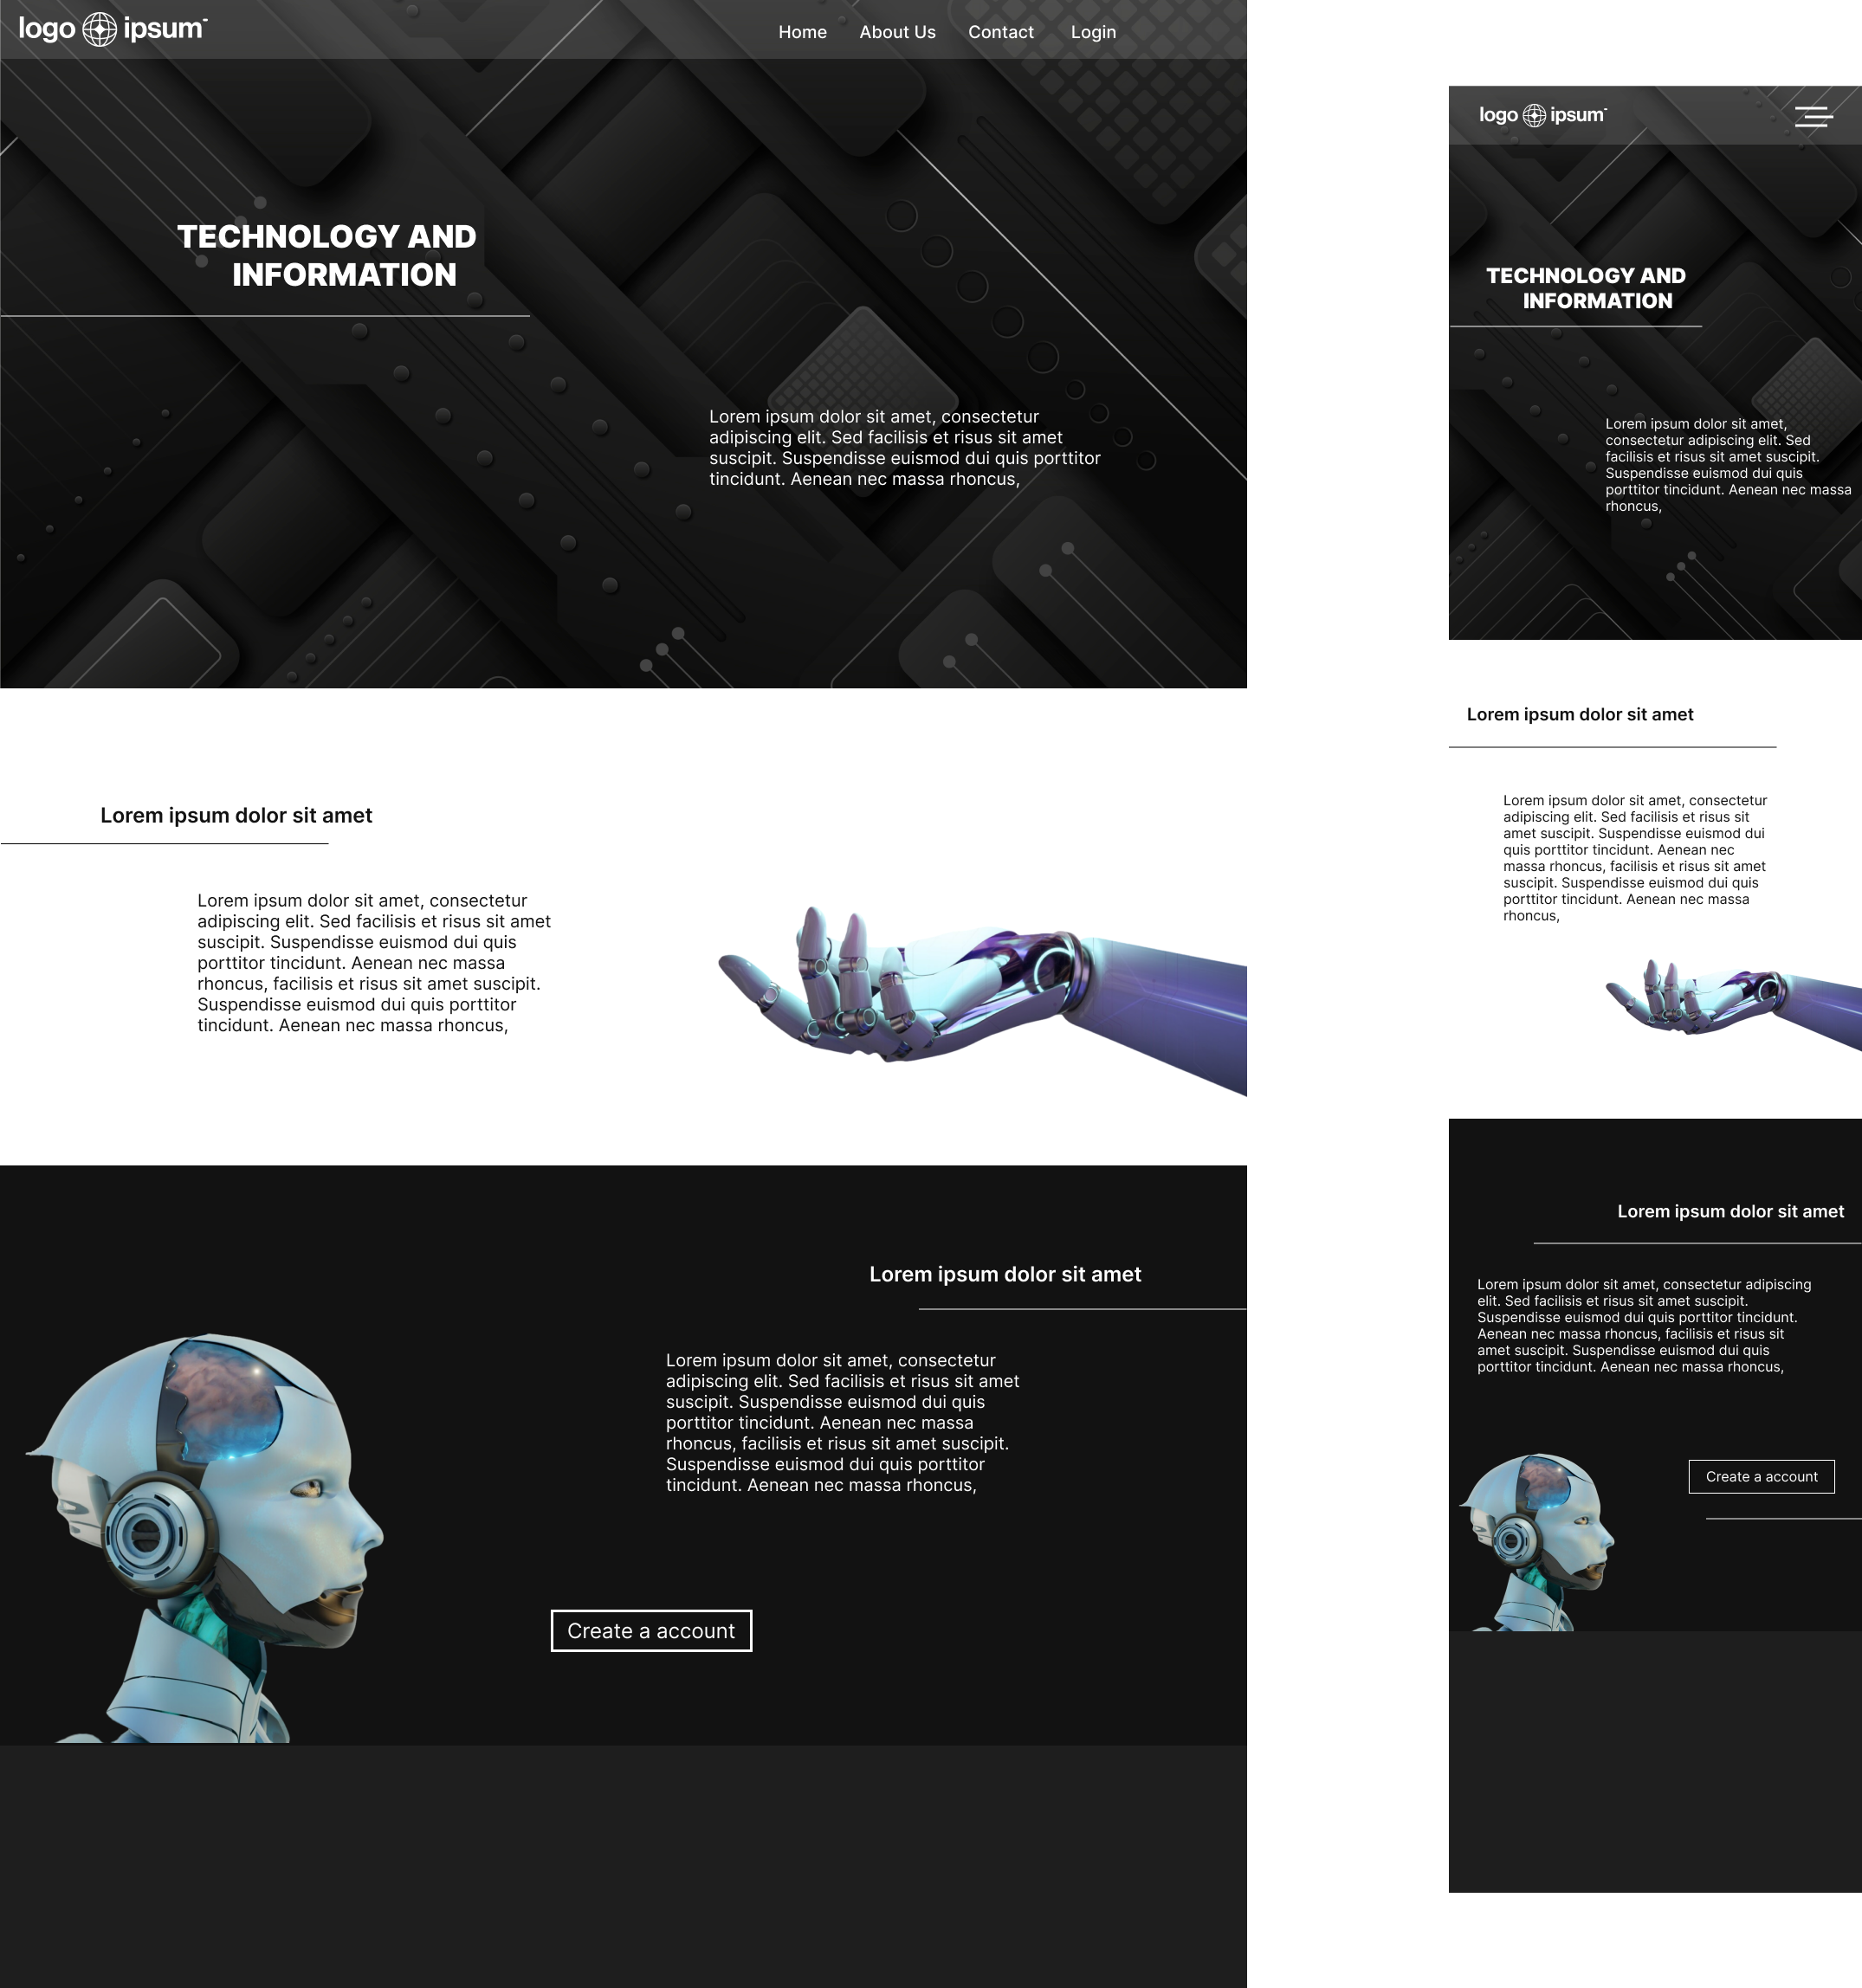 logo ipsum
Home About Us Contact Login
TECHNOLOGY AND
INFORMATION
Lorem ipsum dolor sit amet, consectetur
adipiscing elit. Sed facilisis et risus sit amet
suscipit. Suspendisse euismod dui quis porttitor
tincidunt. Aenean nec massa rhoncus,
Lorem ipsum dolor sit amet
Lorem ipsum dolor sit amet, consectetur
adipiscing elit. Sed facilisis et risus sit amet
suscipit. Suspendisse euismod dui quis
porttitor tincidunt. Aenean nec massa
rhoncus, facilisis et risus sit amet suscipit.
Suspendisse euismod dui quis porttitor
tincidunt. Aenean nec massa rhoncus,
Lorem ipsum dolor sit amet
Lorem ipsum dolor sit amet, consectetur
adipiscing elit. Sed facilisis et risus sit amet
suscipit. Suspendisse euismod dui quis
porttitor tincidunt. Aenean nec massa
rhoncus, facilisis et risus sit amet suscipit.
Suspendisse euismod dui quis porttitor
tincidunt. Aenean nec massa rhoncus,
Create a account
logo ipsum
TECHNOLOGY AND
INFORMATION
Lorem ipsum dolor sit amet,
consectetur adipiscing elit. Sed
facilisis et risus sit amet suscipit.
Suspendisse euismod dui quis
porttitor tincidunt. Aenean nec massa
rhoncus,
Lorem ipsum dolor sit amet
Lorem ipsum dolor sit amet, consectetur
adipiscing elit. Sed facilisis et risus sit
amet suscipit. Suspendisse euismod dui
quis porttitor tincidunt. Aenean nec
massa rhoncus, facilisis et risus sit amet
suscipit. Suspendisse euismod dui quis
porttitor tincidunt. Aenean nec massa
rhoncus,
Lorem ipsum dolor sit amet
Lorem ipsum dolor sit amet, consectetur adipiscing
elit. Sed facilisis et risus sit amet suscipit.
Suspendisse euismod dui quis porttitor tincidunt.
Aenean nec massa rhoncus, facilisis et risus sit
amet suscipit. Suspendisse euismod dui quis
porttitor tincidunt. Aenean nec massa rhoncus,
Create a account